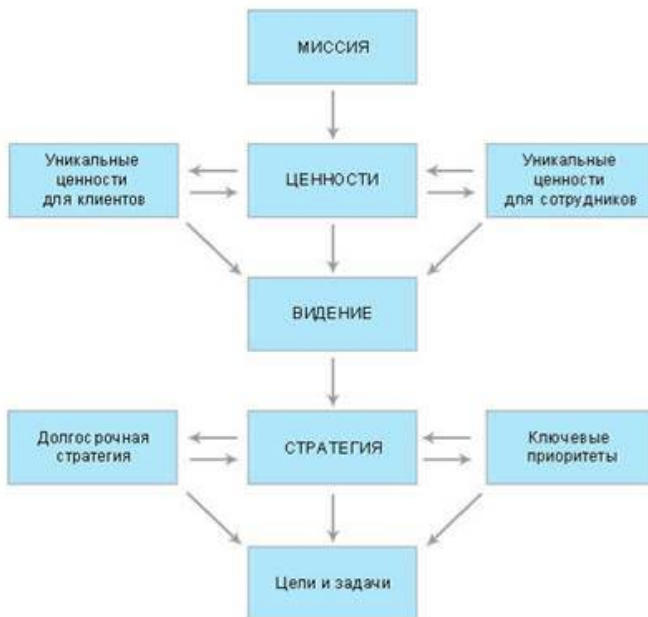 МИССИЯ
Уникальные
ценности
для клиентов
ЦЕННОСТИ
Уникальные
ценности
для сотрудников
ВИДЕНИЕ
Долгосрочная
стратегия
СТРАТЕГИЯ
Ключевые
приоритеты
Цели и задачи